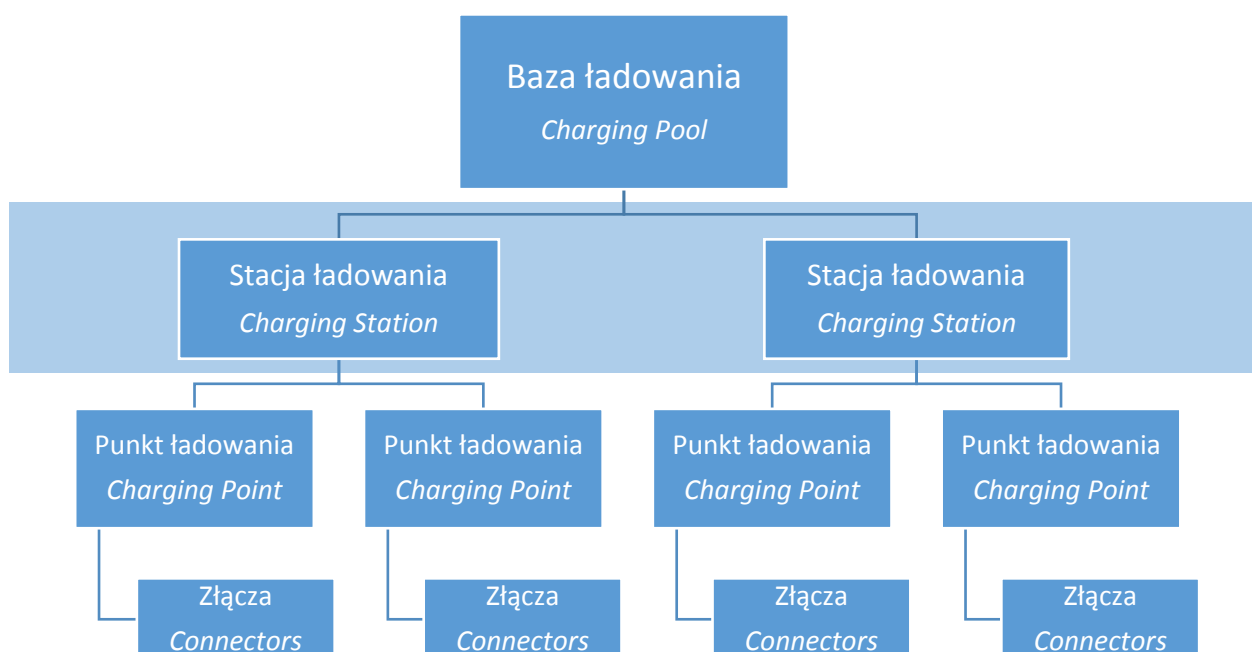 Baza ładowania
Charging Pool
Stacja ładowania
Charging Station
Stacja ładowania
Charging Station
Punkt ładowania
Charging Point
Punkt ładowania
Charging Point
Punkt ładowania
Charging Point
Punkt ładowania
Charging Point
Złącza
Connectors
Złącza
Connectors
Złącza
Connectors
Złącza
Connectors